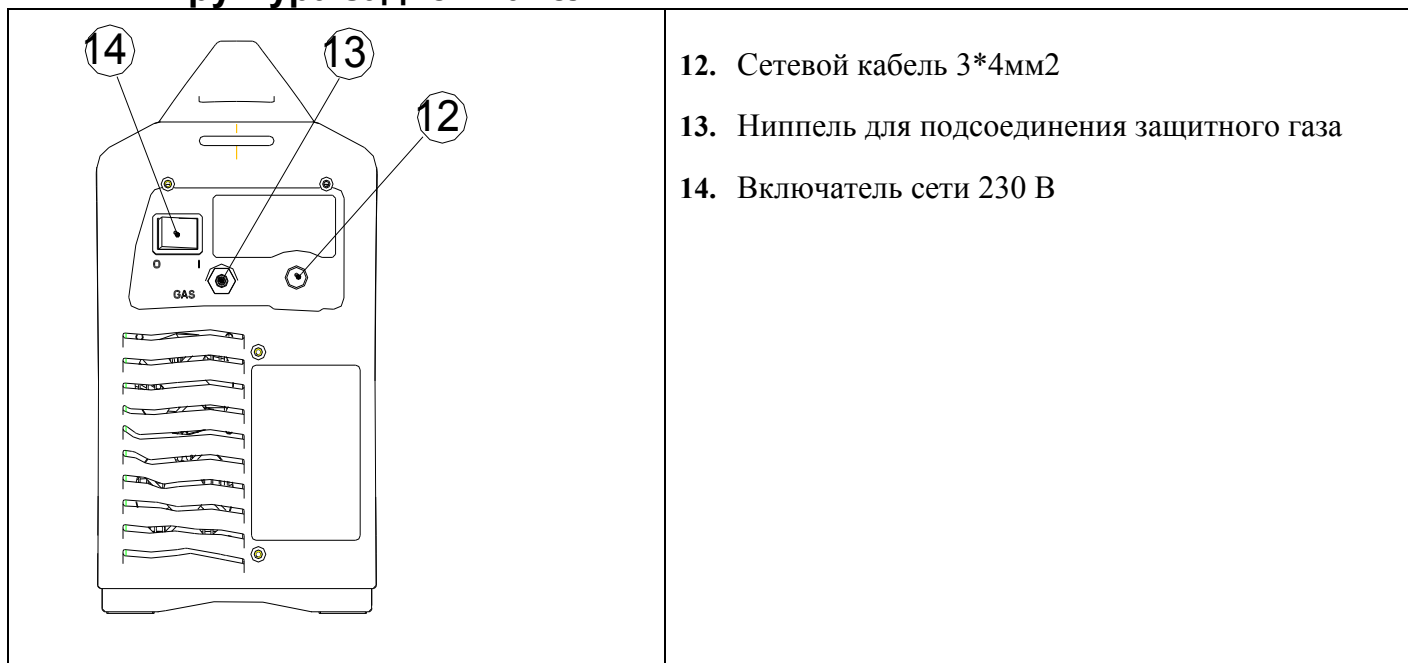 14
13
12
O I
GAS
12. Сетевой кабель 3*4мм2
13. Ниппель для подсоединения защитного газа
14. Включатель сети 230 В